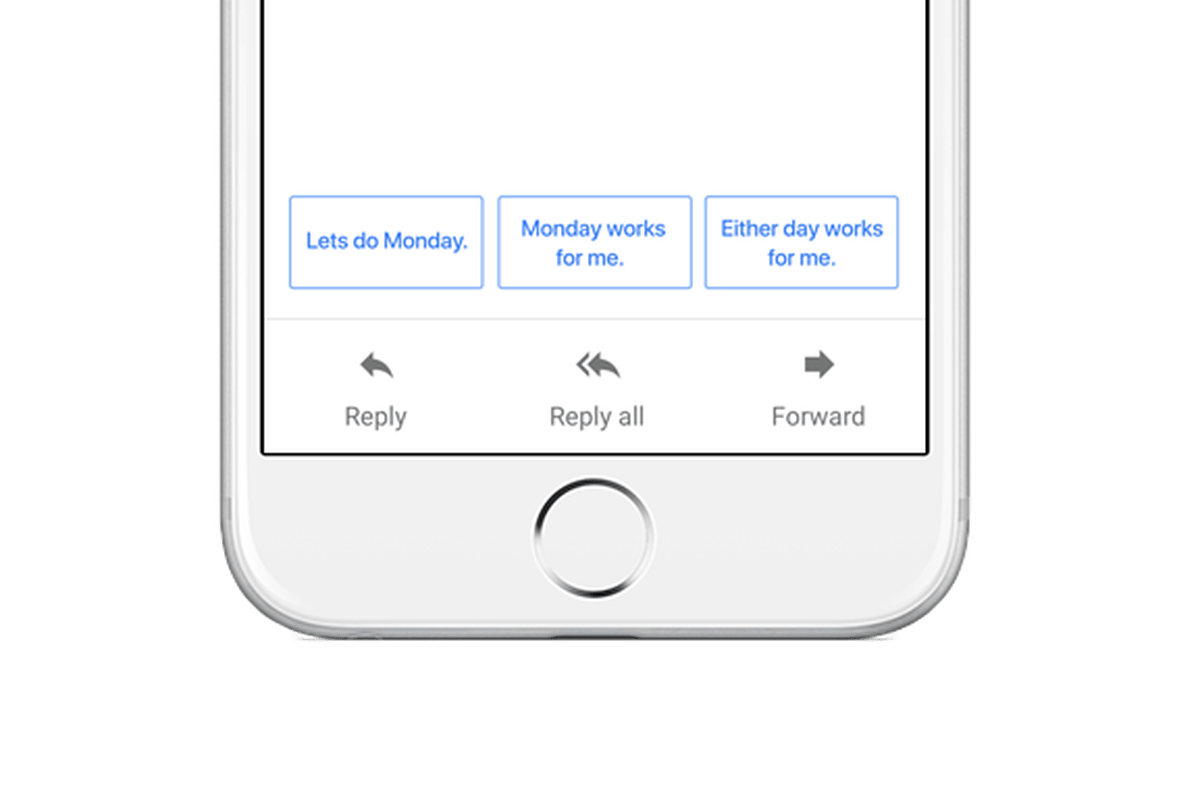 Lets do Monday.
Monday works
for me.
Either day works
for me.
Reply
Reply all
Forward